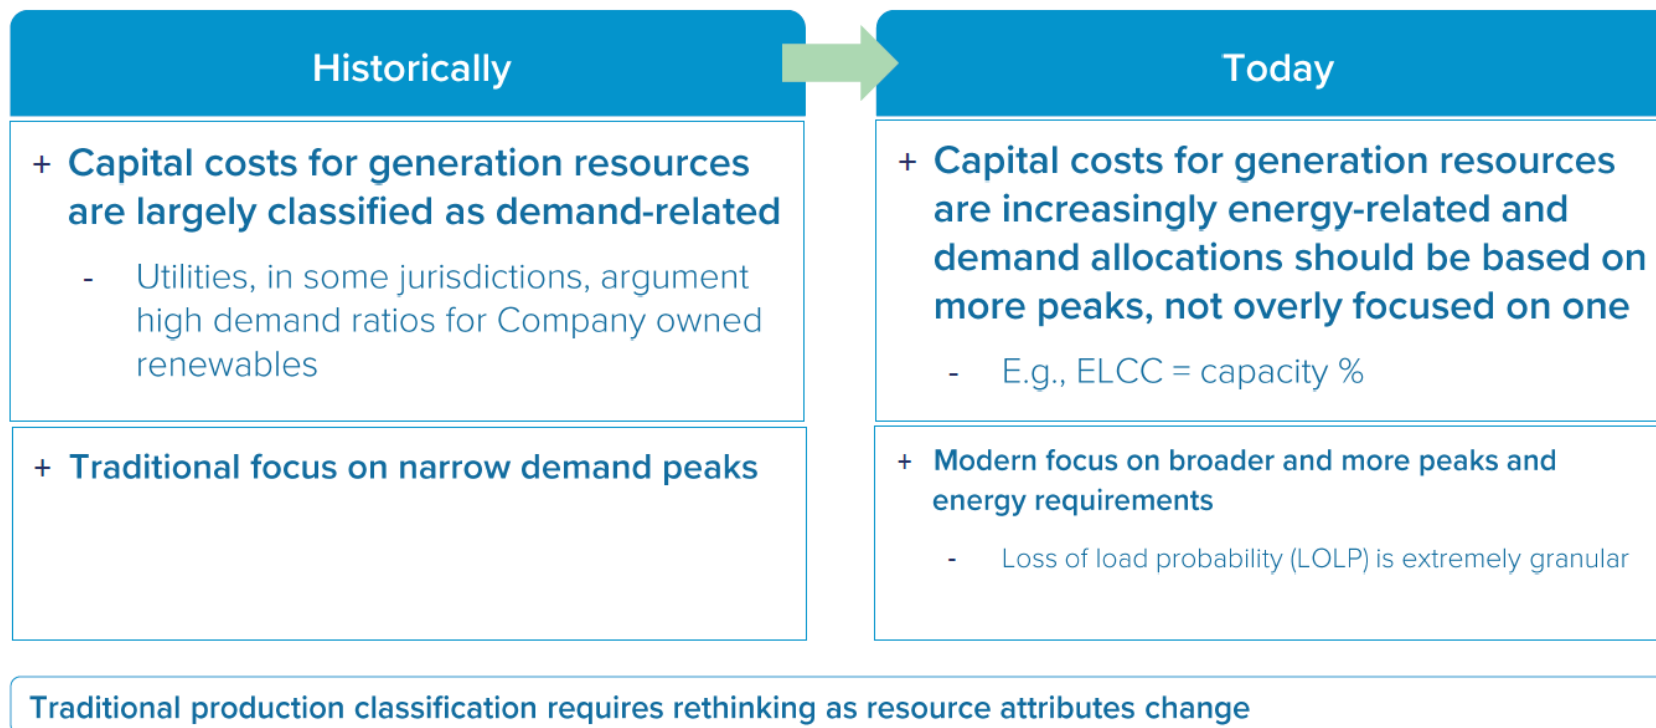 Historically
+ Capital costs for generation resources
are largely classified as demand-related
- Utilities, in some jurisdictions, argument
high demand ratios for Company owned
renewables
+ Traditional focus on narrow demand peaks
Today
+ Capital costs for generation resources
are increasingly energy-related and
demand allocations should be based on
more peaks, not overly focused on one
- E.g., ELCC = capacity %
+ Modern focus on broader and more peaks and
energy requirements
- Loss of load probability (LOLP) is extremely granular
Traditional production classification requires rethinking as resource attributes change